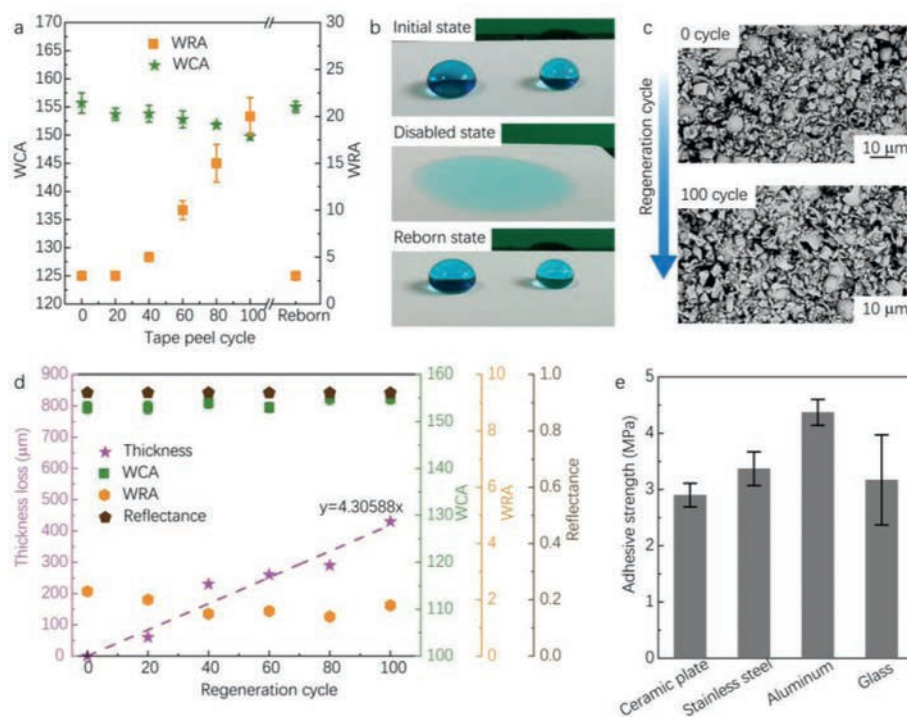 a
WCA
170
165
160
155
150
145
140
135
130
125
120
WRA
WCA
30
25
20
15
10
5
0
WRA
0 20 40 60 80 100 Reborn
Tape peel cycle
b
Initial state
Disabled state
Reborn state
c
Regeneration cycle
0 cycle
10 μm
100 cycle
10 μm
d
Thickness loss (μm)
900
800
700
600
500
400
300
200
100
0
Thickness
WCA
WRA
Reflectance
y=4.30588x
0 20 40 60 80 100
Regeneration cycle
160
150
140
130
120
110
100
WCA
10
8
6
4
2
0
WRA
1.0
0.8
0.6
0.4
0.2
0.0
Reflectance
e
Adhesive strength (MPa)
5
4
3
2
1
0
Ceramic plate
Stainless steel
Aluminum
Glass